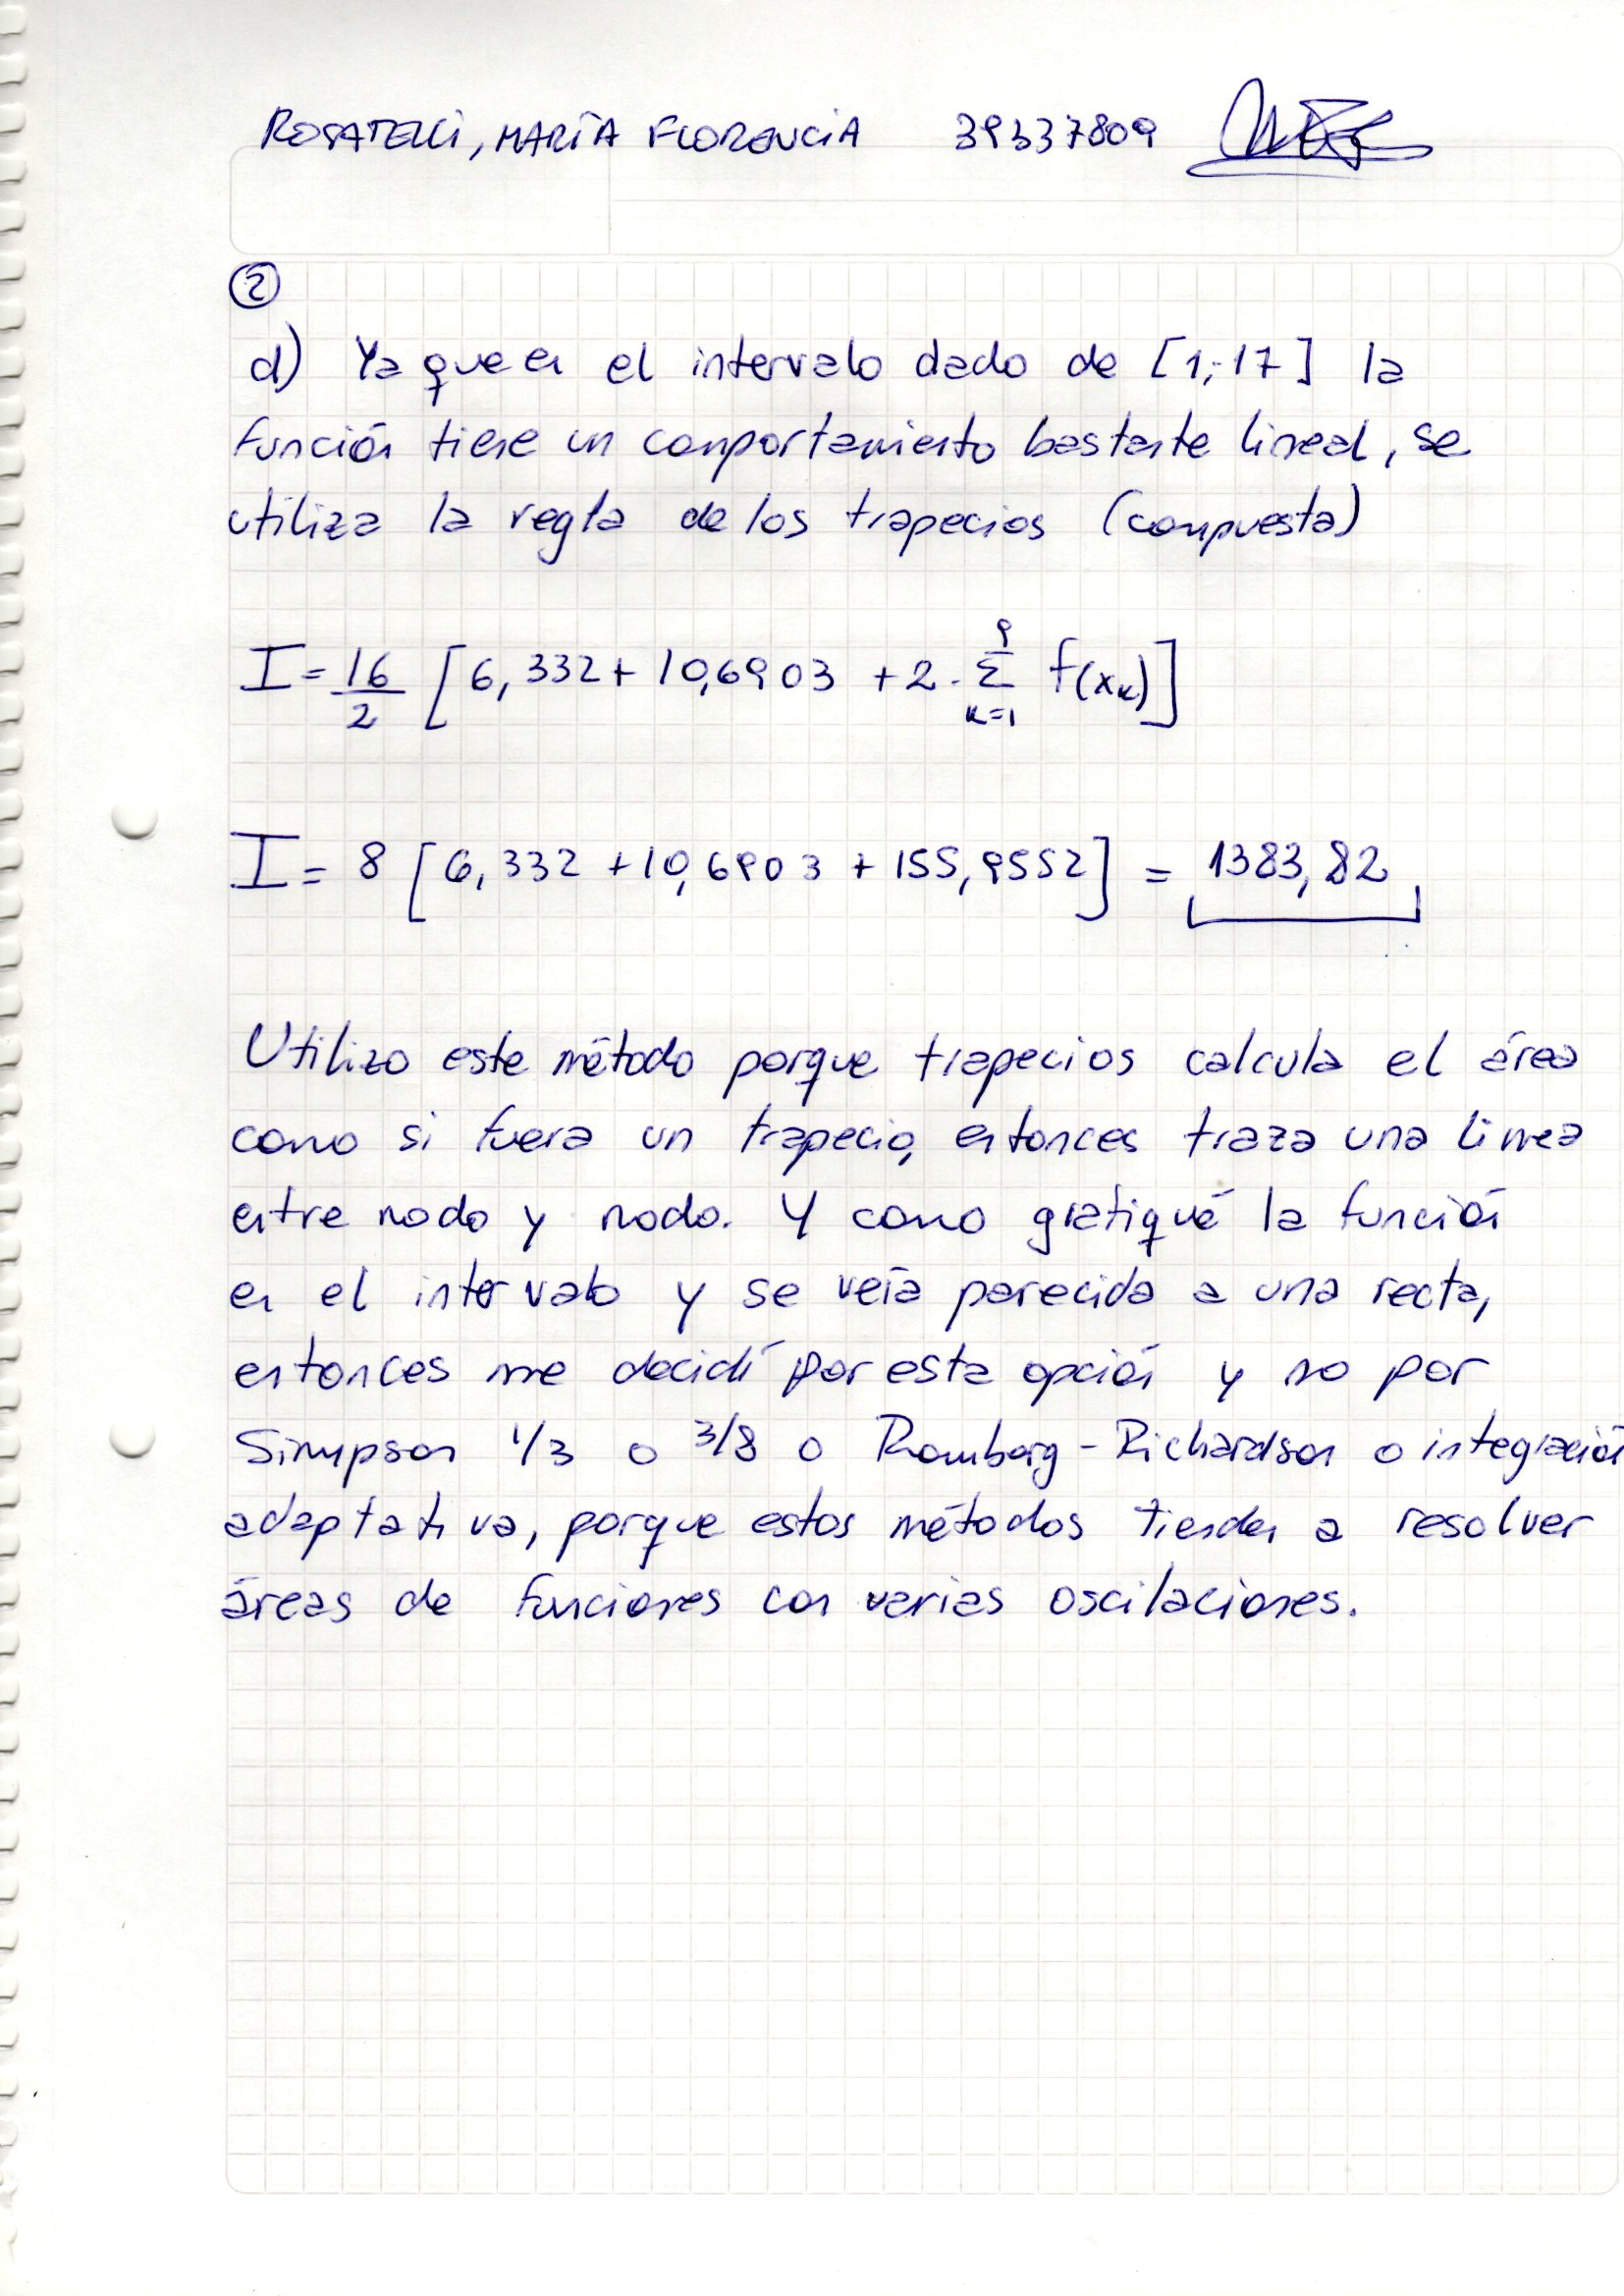 ROSATELLI, MARÍA FLORENCIA 39337809
②
d) Ya que en el intervalo dado de [1;17] la
función tiene un comportamiento bastante lineal, se
utiliza la regla de los trapecios (compuesta)
I = 16/2 [6,332 + 10,6903 + 2 · 9 Σ k=1 f(xk)]
I = 8 [6,332 + 10,6903 + 155,9552] = 1383,82
Utilizo este método porque trapecios calcula el área
como si fuera un trapecio, entonces traza una linea
entre nodo y nodo. Y como grafiqué la función
en el intervalo y se veía parecida a una recta,
entonces me decidí por esta opción y no por
Simpson 1/3 o 3/8 o Romberg - Richardson o integración
adaptativa, porque estos métodos tienden a resolver
áreas de funciones con varias oscilaciones.